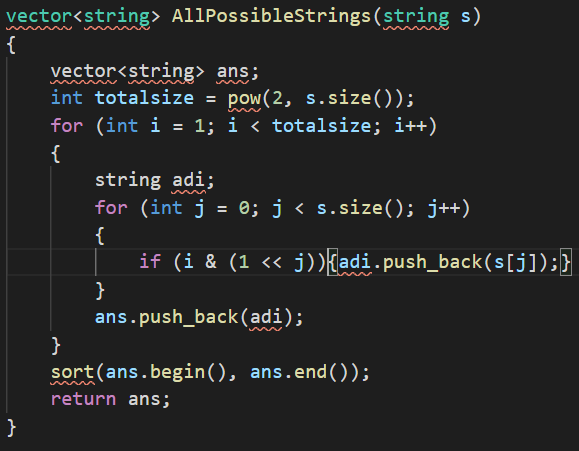 vector<string> AllPossibleStrings(string s)
{
    vector<string> ans;
    int totalsize = pow(2, s.size());
    for (int i = 1; i < totalsize; i++)
    {
        string adi;
        for (int j = 0; j < s.size(); j++)
        {
            if (i & (1 << j)){adi.push_back(s[j]);}
        }
        ans.push_back(adi);
    }
    sort(ans.begin(), ans.end());
    return ans;
}